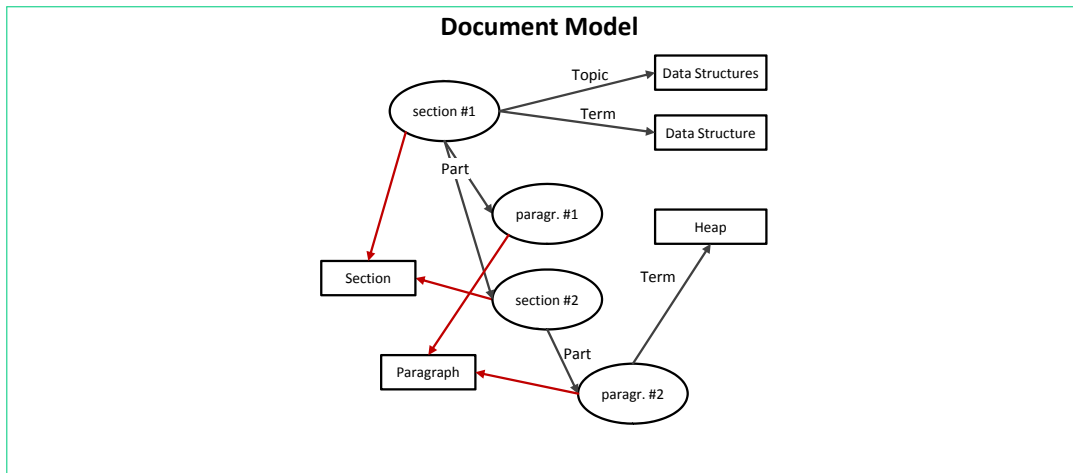 Document Model
Topic
Data Structures
section #1
Term
Data Structure
Part
paragr. #1
Heap
Section
Term
section #2
Part
Paragraph
paragr. #2